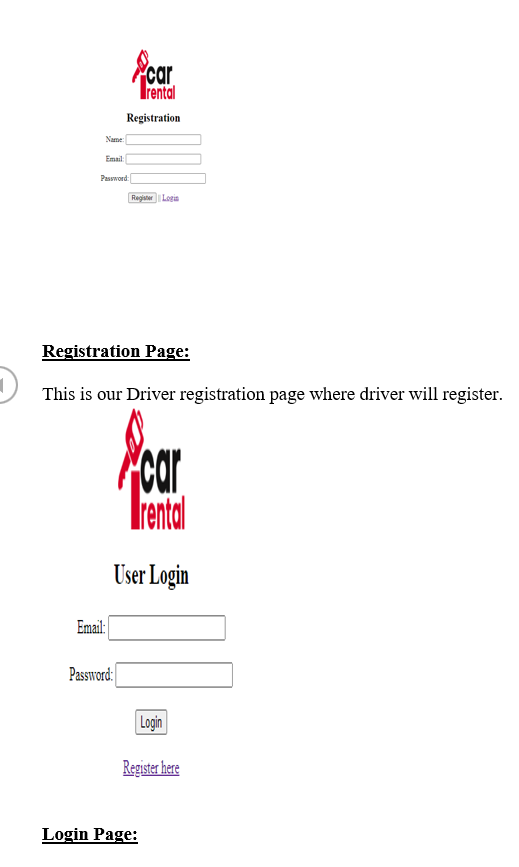 car
rental
Registration
Name:
Email:
Password:
Register || Login
Registration Page:
This is our Driver registration page where driver will register.
car
rental
User Login
Email:
Password:
Login
Register here
Login Page: